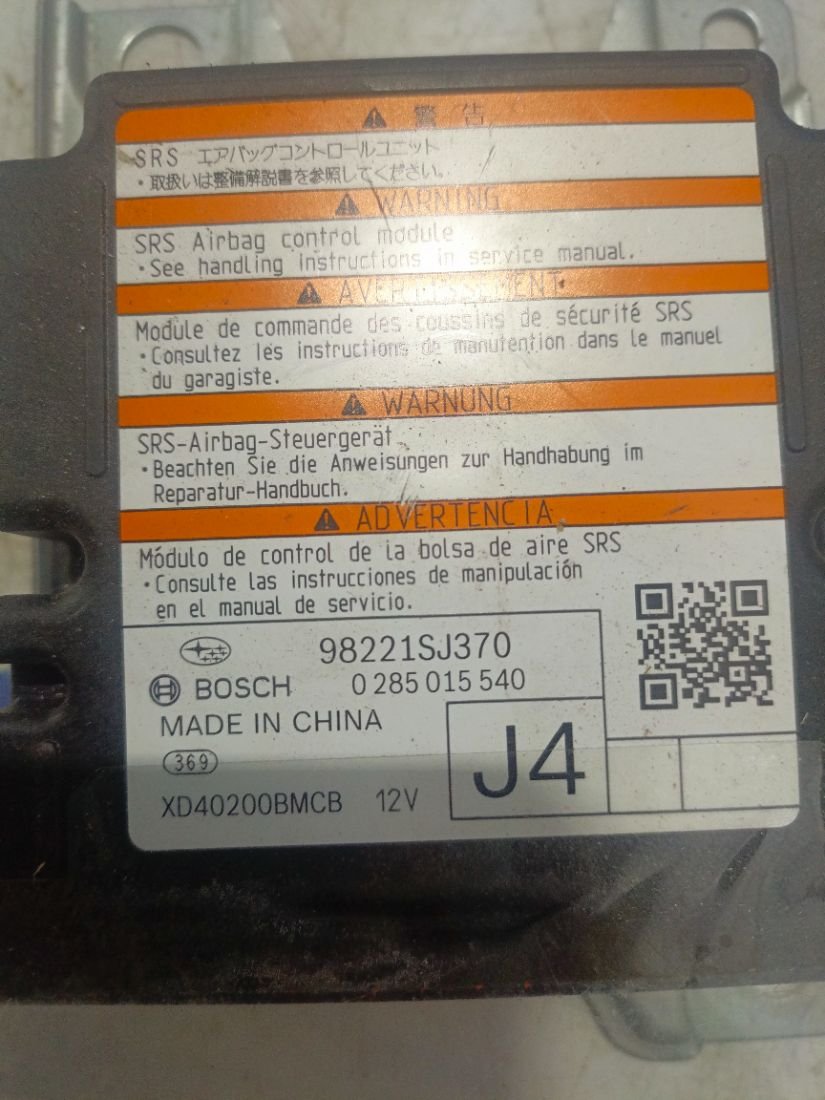 警告
SRS エアバッグコントロールユニット
・取扱いは整備解説書を参照してください。
WARNING
SRS Airbag control module
・See handling instructions in service manual.
AVERTISSEMENT
Module de commande des coussins de sécurité SRS
・Consultez les instructions de manutention dans le manuel
du garagiste.
WARNUNG
SRS-Airbag-Steuergerät
・Beachten Sie die Anweisungen zur Handhabung im
Reparatur-Handbuch.
ADVERTENCIA
Módulo de control de la bolsa de aire SRS
・Consulte las instrucciones de manipulación
en el manual de servicio.
98221SJ370
BOSCH 0 285 015 540
MADE IN CHINA
369
J4
XD40200BMCB 12V